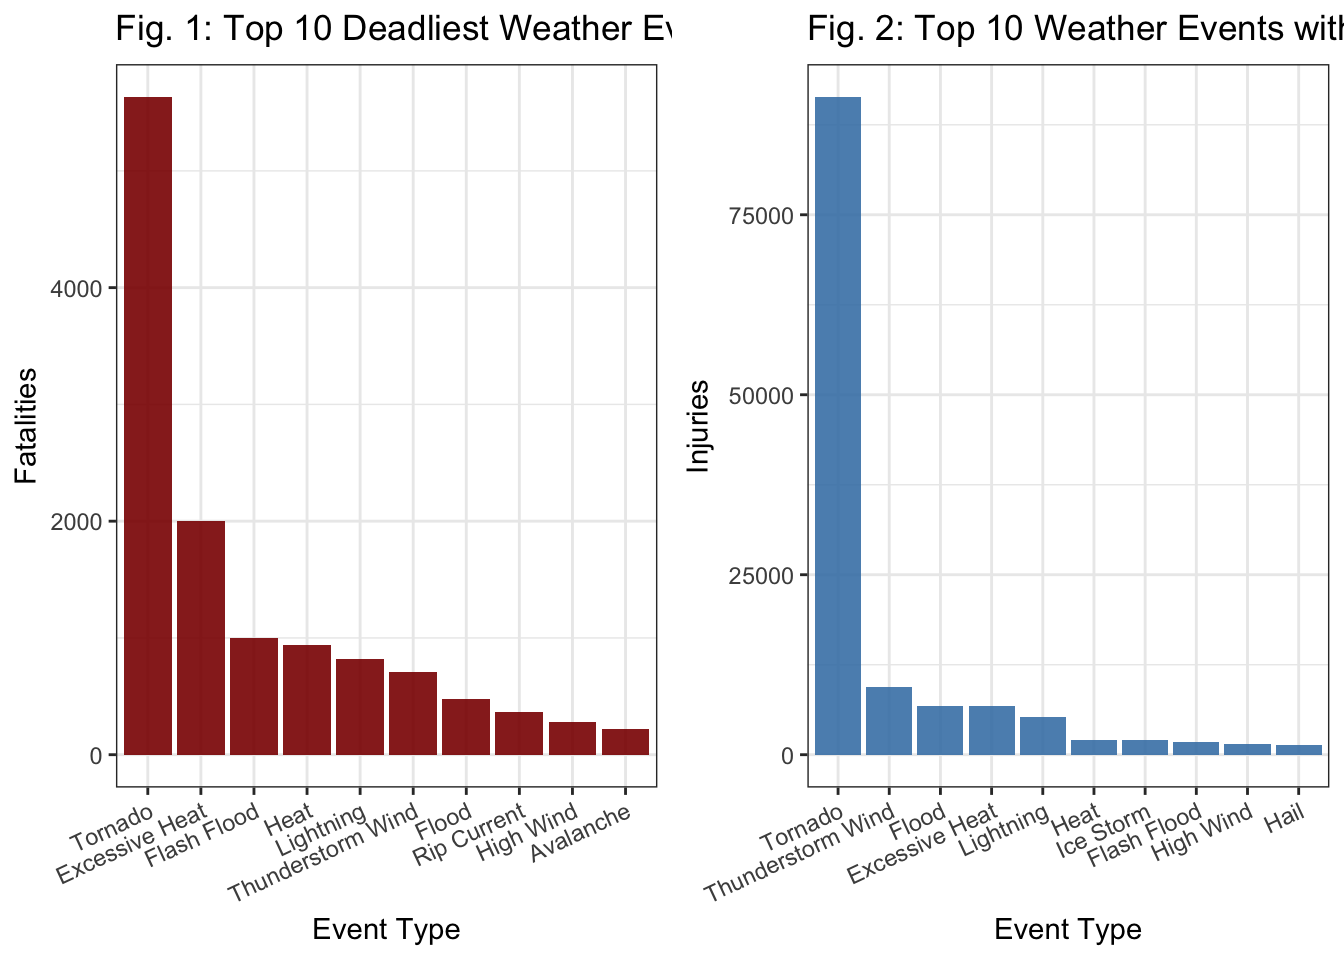 Fig. 1: Top 10 Deadliest Weather Ev
Fatalities
4000
2000
0
Tornado
Excessive Heat
Flash Flood
Heat
Lightning
Thunderstorm Wind
Flood
Rip Current
High Wind
Avalanche
Event Type
Fig. 2: Top 10 Weather Events with
Injuries
75000
50000
25000
0
Tornado
Thunderstorm Wind
Flood
Excessive Heat
Lightning
Heat
Ice Storm
Flash Flood
High Wind
Hail
Event Type